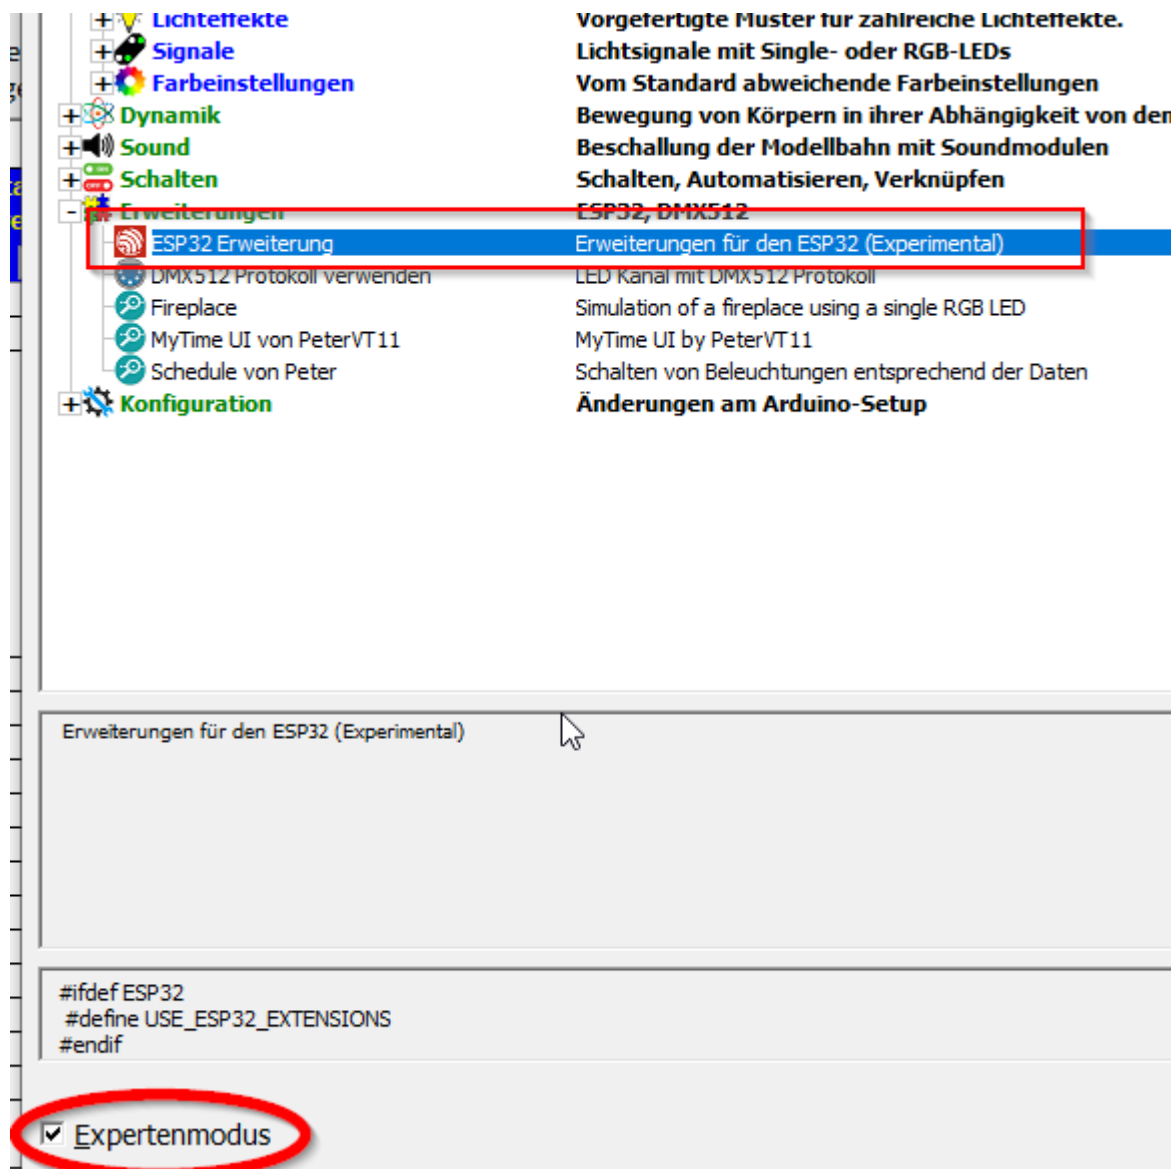 Lichteffekte Vorgefertigte Muster für zahlreiche Lichteffekte.
Signale Lichtsignale mit Single- oder RGB-LEDs
Farbeinstellungen Vom Standard abweichende Farbeinstellungen
Dynamik Bewegung von Körpern in ihrer Abhängigkeit von den
Sound Beschallung der Modellbahn mit Soundmodulen
Schalten Schalten, Automatisieren, Verknüpfen
Erweiterungen ESP32, DMX512
ESP32 Erweiterung Erweiterungen für den ESP32 (Experimental)
DMX512 Protokoll verwenden LED Kanal mit DMX512 Protokoll
Fireplace Simulation of a fireplace using a single RGB LED
MyTime UI von PeterVT11 MyTime UI by PeterVT11
Schedule von Peter Schalten von Beleuchtungen entsprechend der Daten
Konfiguration Änderungen am Arduino-Setup
Erweiterungen für den ESP32 (Experimental)
#ifdef ESP32
#define USE_ESP32_EXTENSIONS
#endif
Expertenmodus